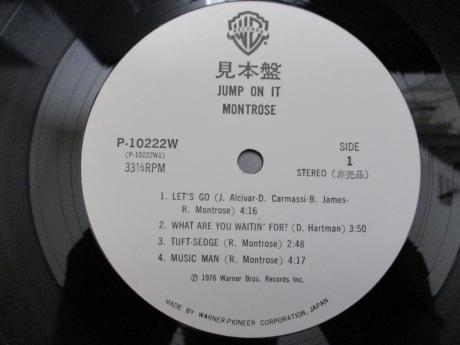 見本盤
JUMP ON IT
MONTROSE
P-10222W
(P-10222W1)
33⅓RPM
SIDE
1
STEREO (非売品)
1. LET'S GO (J. Alcivar-D. Carmassi-B. James-
R. Montrose) 4:16
2. WHAT ARE YOU WAITIN' FOR? (D. Hartman) 3:50
3. TUFT-SEDGE (R. Montrose) 2:48
4. MUSIC MAN (R. Montrose) 4:17
Ⓟ 1976 Warner Bros. Records Inc.
MADE BY WARNER-PIONEER CORPORATION, JAPAN